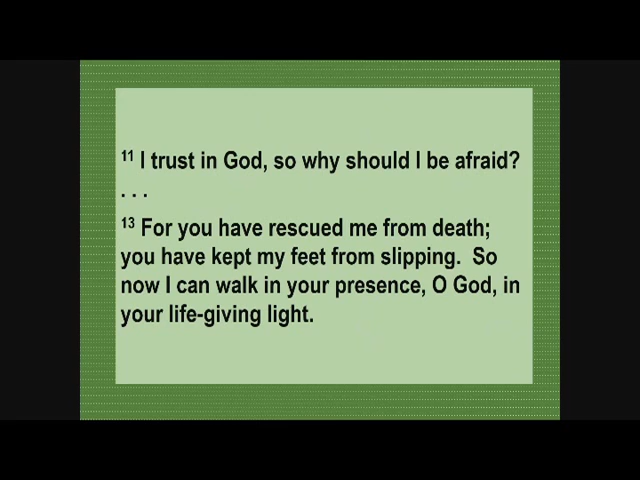 11 I trust in God, so why should I be afraid?
. . .
13 For you have rescued me from death;
you have kept my feet from slipping.  So
now I can walk in your presence, O God, in
your life-giving light.